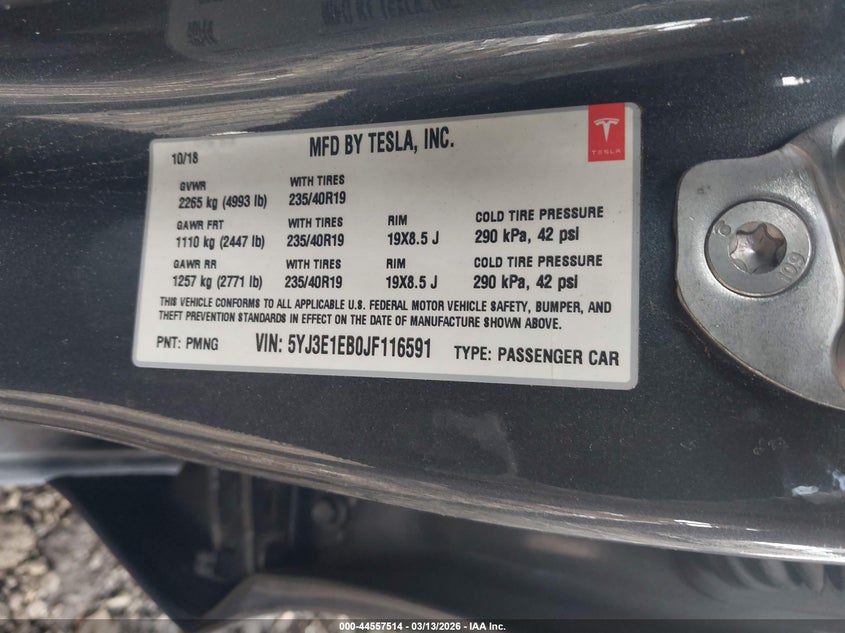 10/18
MFD BY TESLA, INC.
TESLA
GVWR WITH TIRES
2265 kg (4993 lb) 235/40R19
GAWR FRT WITH TIRES RIM COLD TIRE PRESSURE
1110 kg (2447 lb) 235/40R19 19X8.5 J 290 kPa, 42 psi
GAWR RR WITH TIRES RIM COLD TIRE PRESSURE
1257 kg (2771 lb) 235/40R19 19X8.5 J 290 kPa, 42 psi
THIS VEHICLE CONFORMS TO ALL APPLICABLE U.S. FEDERAL MOTOR VEHICLE SAFETY, BUMPER, AND
THEFT PREVENTION STANDARDS IN EFFECT ON THE DATE OF MANUFACTURE SHOWN ABOVE.
PNT: PMNG VIN: 5YJ3E1EB0JF116591 TYPE: PASSENGER CAR
000-44557514 - 03/13/2026 - IAA Inc.